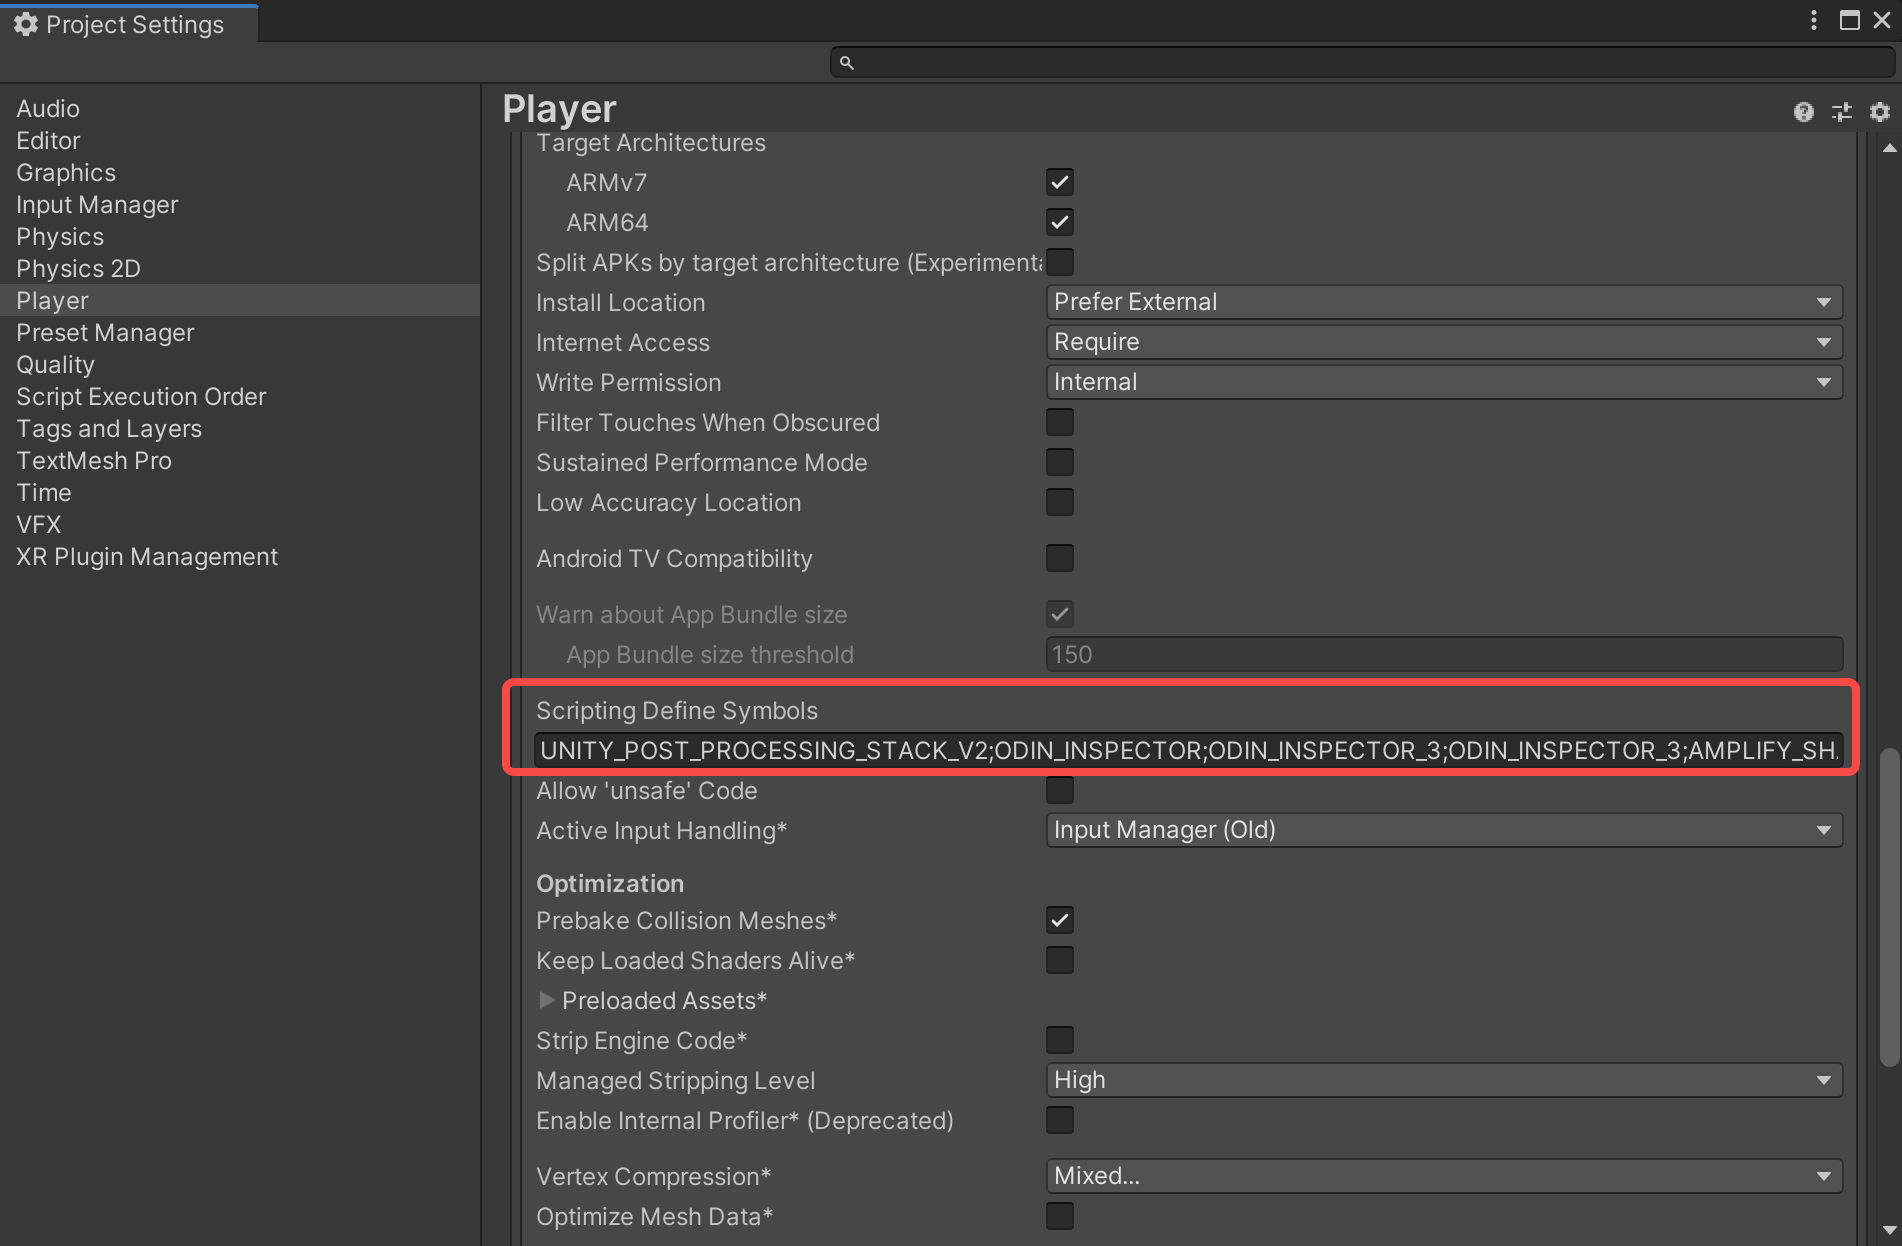 Project Settings
Audio
Editor
Graphics
Input Manager
Physics
Physics 2D
Player
Preset Manager
Quality
Script Execution Order
Tags and Layers
TextMesh Pro
Time
VFX
XR Plugin Management
Player
Target Architectures
ARMv7
ARM64
Split APKs by target architecture (Experimenta
Install Location Prefer External
Internet Access Require
Write Permission Internal
Filter Touches When Obscured
Sustained Performance Mode
Low Accuracy Location
Android TV Compatibility
Warn about App Bundle size
App Bundle size threshold 150
Scripting Define Symbols
UNITY_POST_PROCESSING_STACK_V2;ODIN_INSPECTOR;ODIN_INSPECTOR_3;ODIN_INSPECTOR_3;AMPLIFY_SH
Allow 'unsafe' Code
Active Input Handling* Input Manager (Old)
Optimization
Prebake Collision Meshes*
Keep Loaded Shaders Alive*
Preloaded Assets*
Strip Engine Code*
Managed Stripping Level High
Enable Internal Profiler* (Deprecated)
Vertex Compression* Mixed...
Optimize Mesh Data*